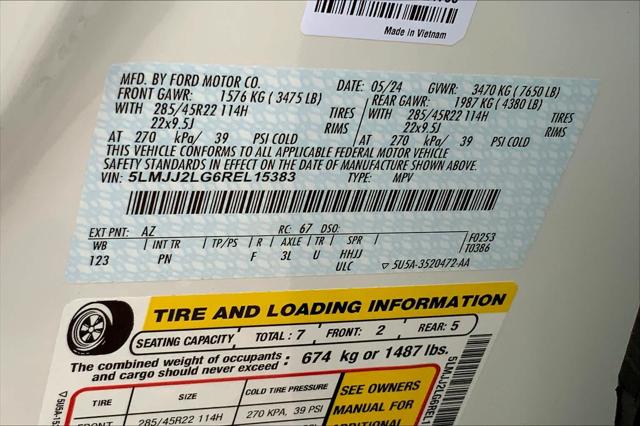 Made in Vietnam
MFD. BY FORD MOTOR CO. DATE: 05/24 GVWR: 3470 KG ( 7650 LB)
FRONT GAWR: 1576 KG ( 3475 LB) REAR GAWR: 1987 KG ( 4380 LB)
WITH 285/45R22 114H TIRES WITH 285/45R22 114H TIRES
22x9.5J RIMS 22x9.5J RIMS
AT 270 kPa/ 39 PSI COLD AT 270 kPa/ 39 PSI COLD
THIS VEHICLE CONFORMS TO ALL APPLICABLE FEDERAL MOTOR VEHICLE
SAFETY STANDARDS IN EFFECT ON THE DATE OF MANUFACTURE SHOWN ABOVE.
VIN: 5LMJJ2LG6REL15383 TYPE: MPV
EXT PNT: AZ RC: 67 DSO: F0253
WB INT TR TP/PS R AXLE TR SPR T0386
123 PN F 3L U HHJJ
ULC 5U5A-3520472-AA
TIRE AND LOADING INFORMATION
SEATING CAPACITY TOTAL : 7 FRONT: 2 REAR: 5
The combined weight of occupants and cargo should never exceed : 674 kg or 1487 lbs.
TIRE SIZE COLD TIRE PRESSURE SEE OWNERS
FRONT 285/45R22 114H 270 KPA, 39 PSI MANUAL FOR
ADDITIONAL
5LMJJ2LG6REL1